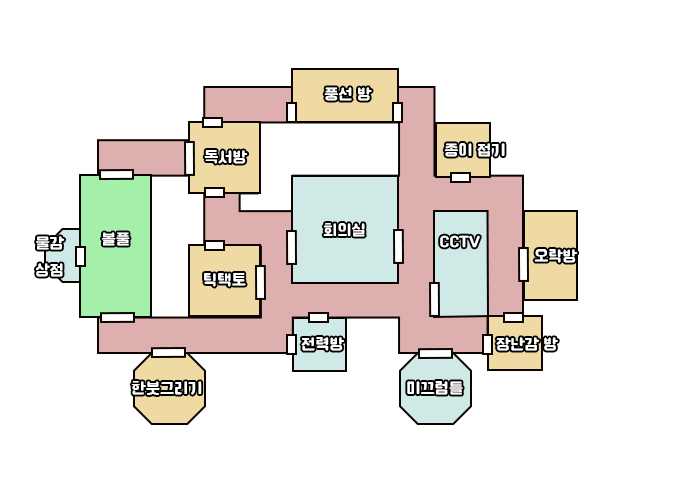 풍선 방
독서방
종이 접기
회의실
볼풀
물감
상점
CCTV
오락방
틱택토
전력방
장난감 방
한붓그리기
미끄럼틀